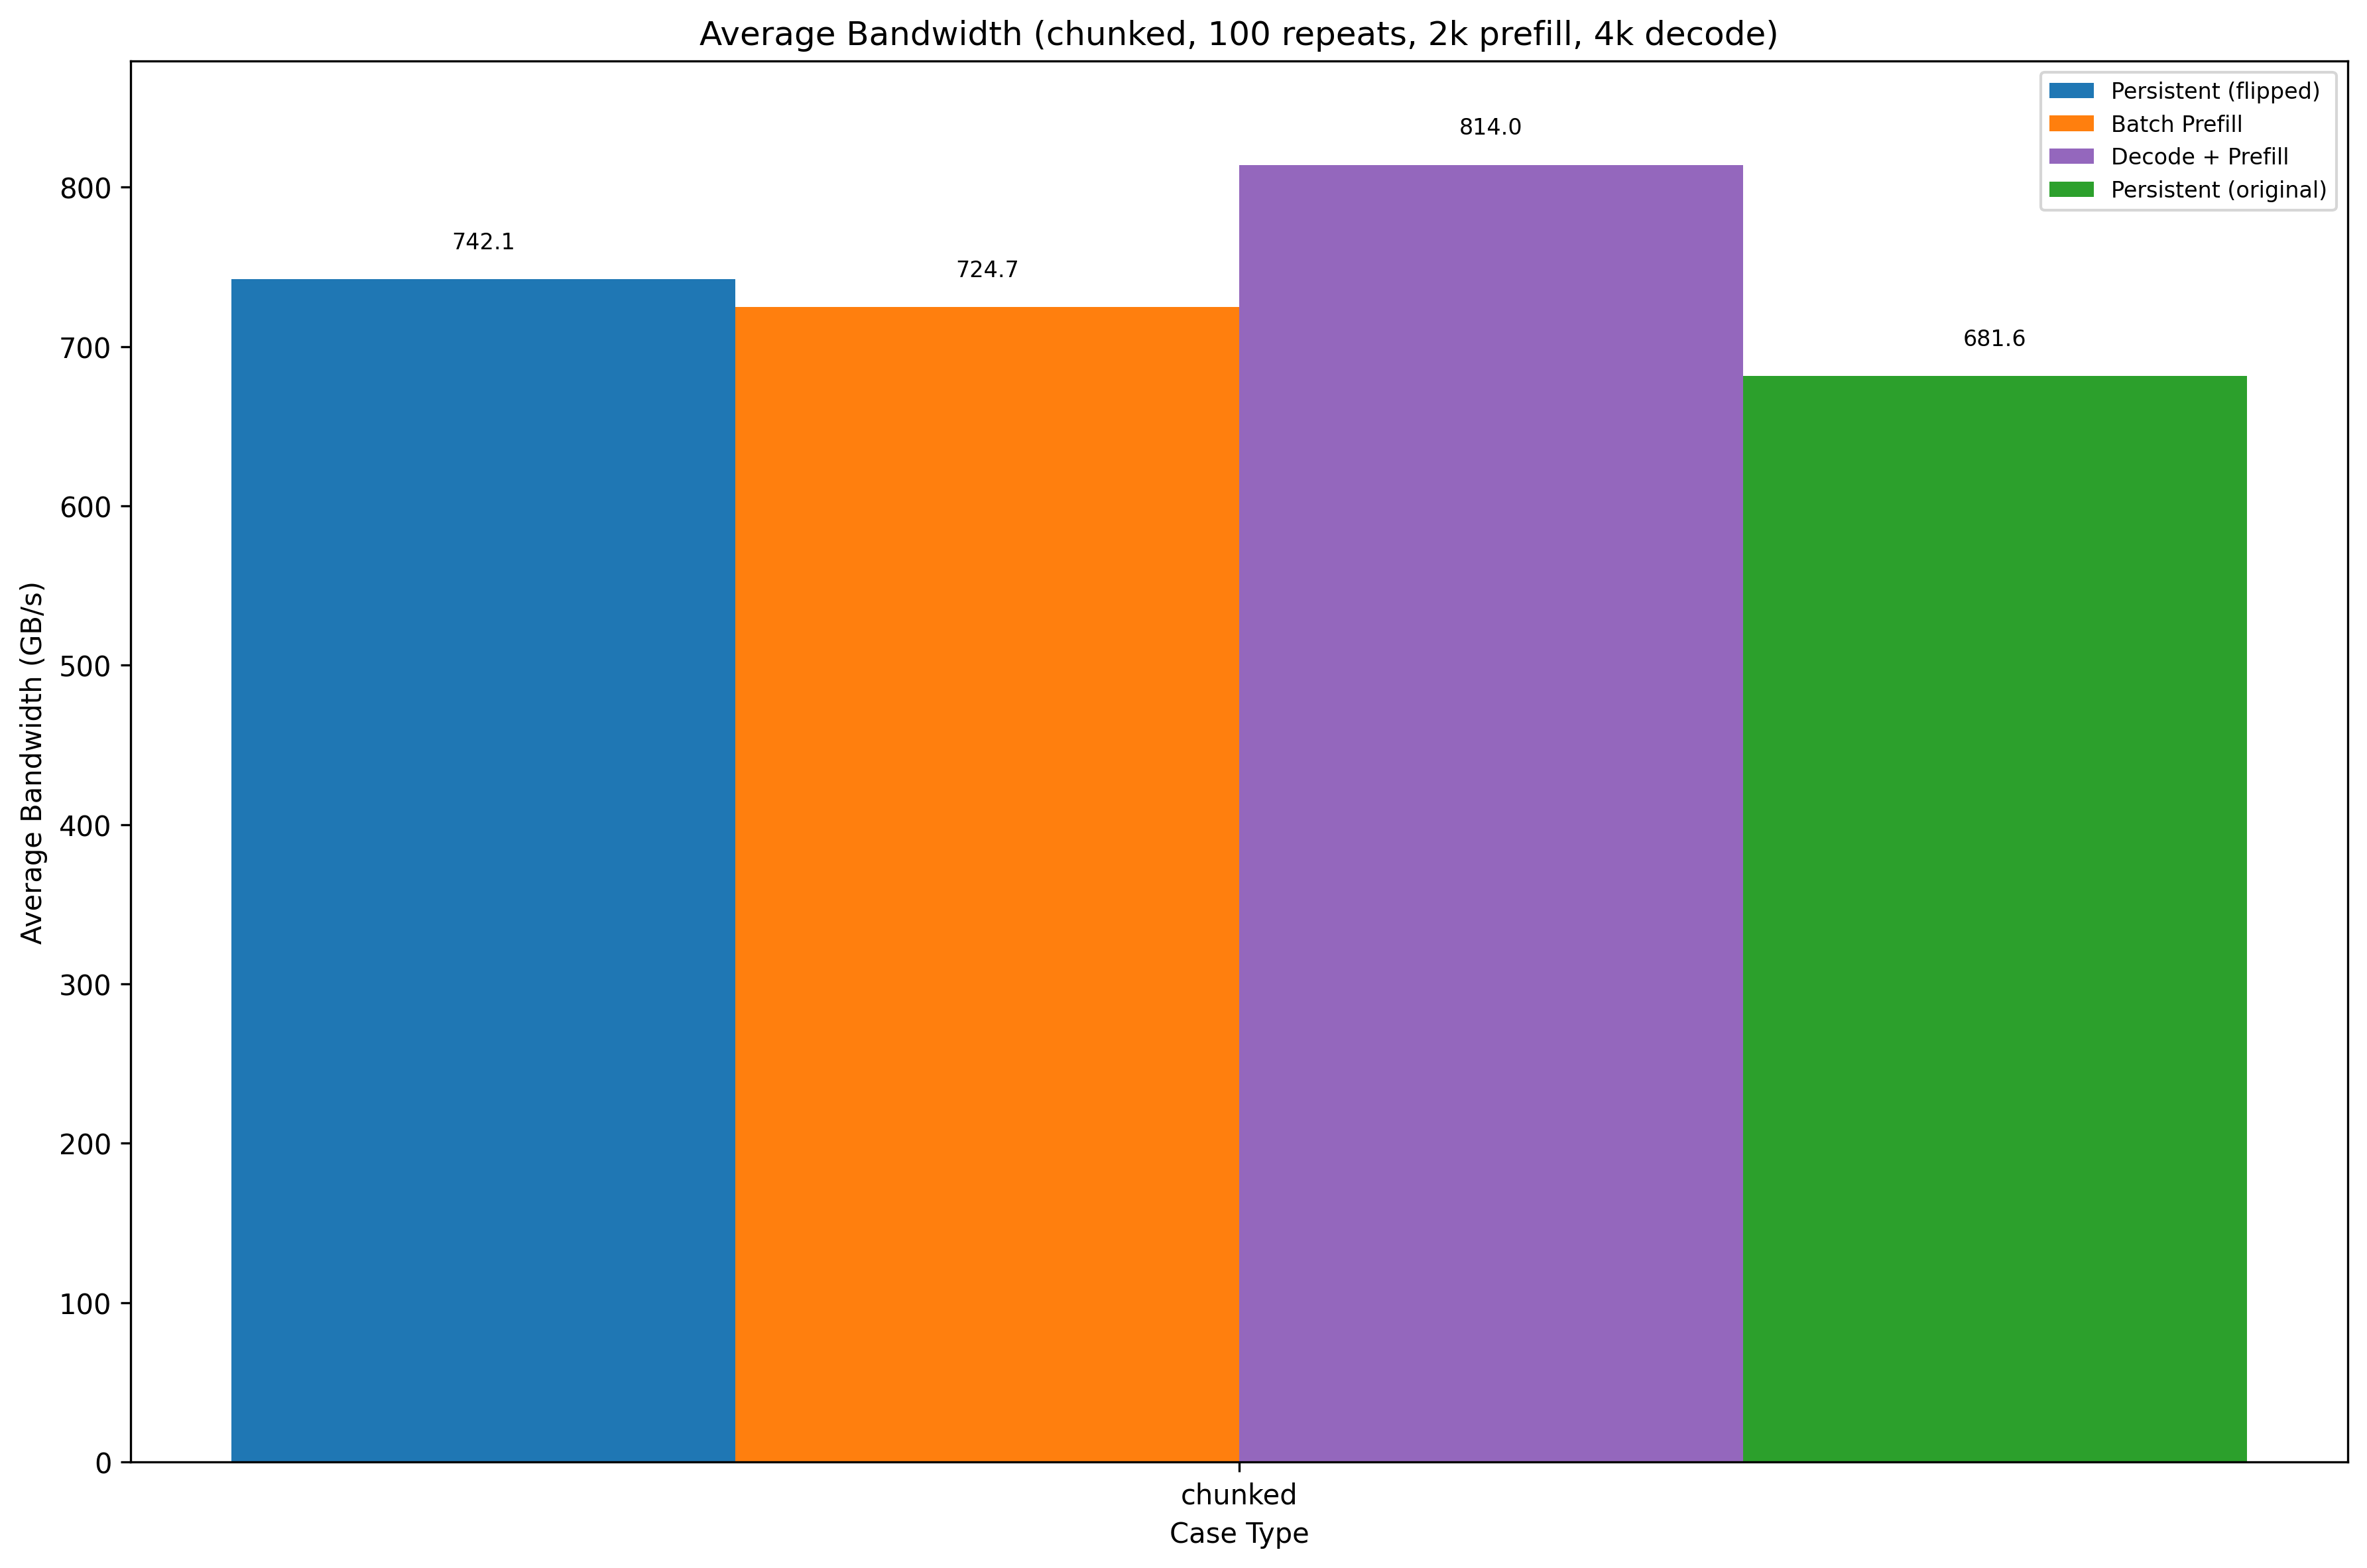 Average Bandwidth (chunked, 100 repeats, 2k prefill, 4k decode)
Persistent (flipped)
Batch Prefill
Decode + Prefill
Persistent (original)
814.0
742.1
724.7
681.6
800
700
600
500
400
300
200
100
0
Average Bandwidth (GB/s)
chunked
Case Type